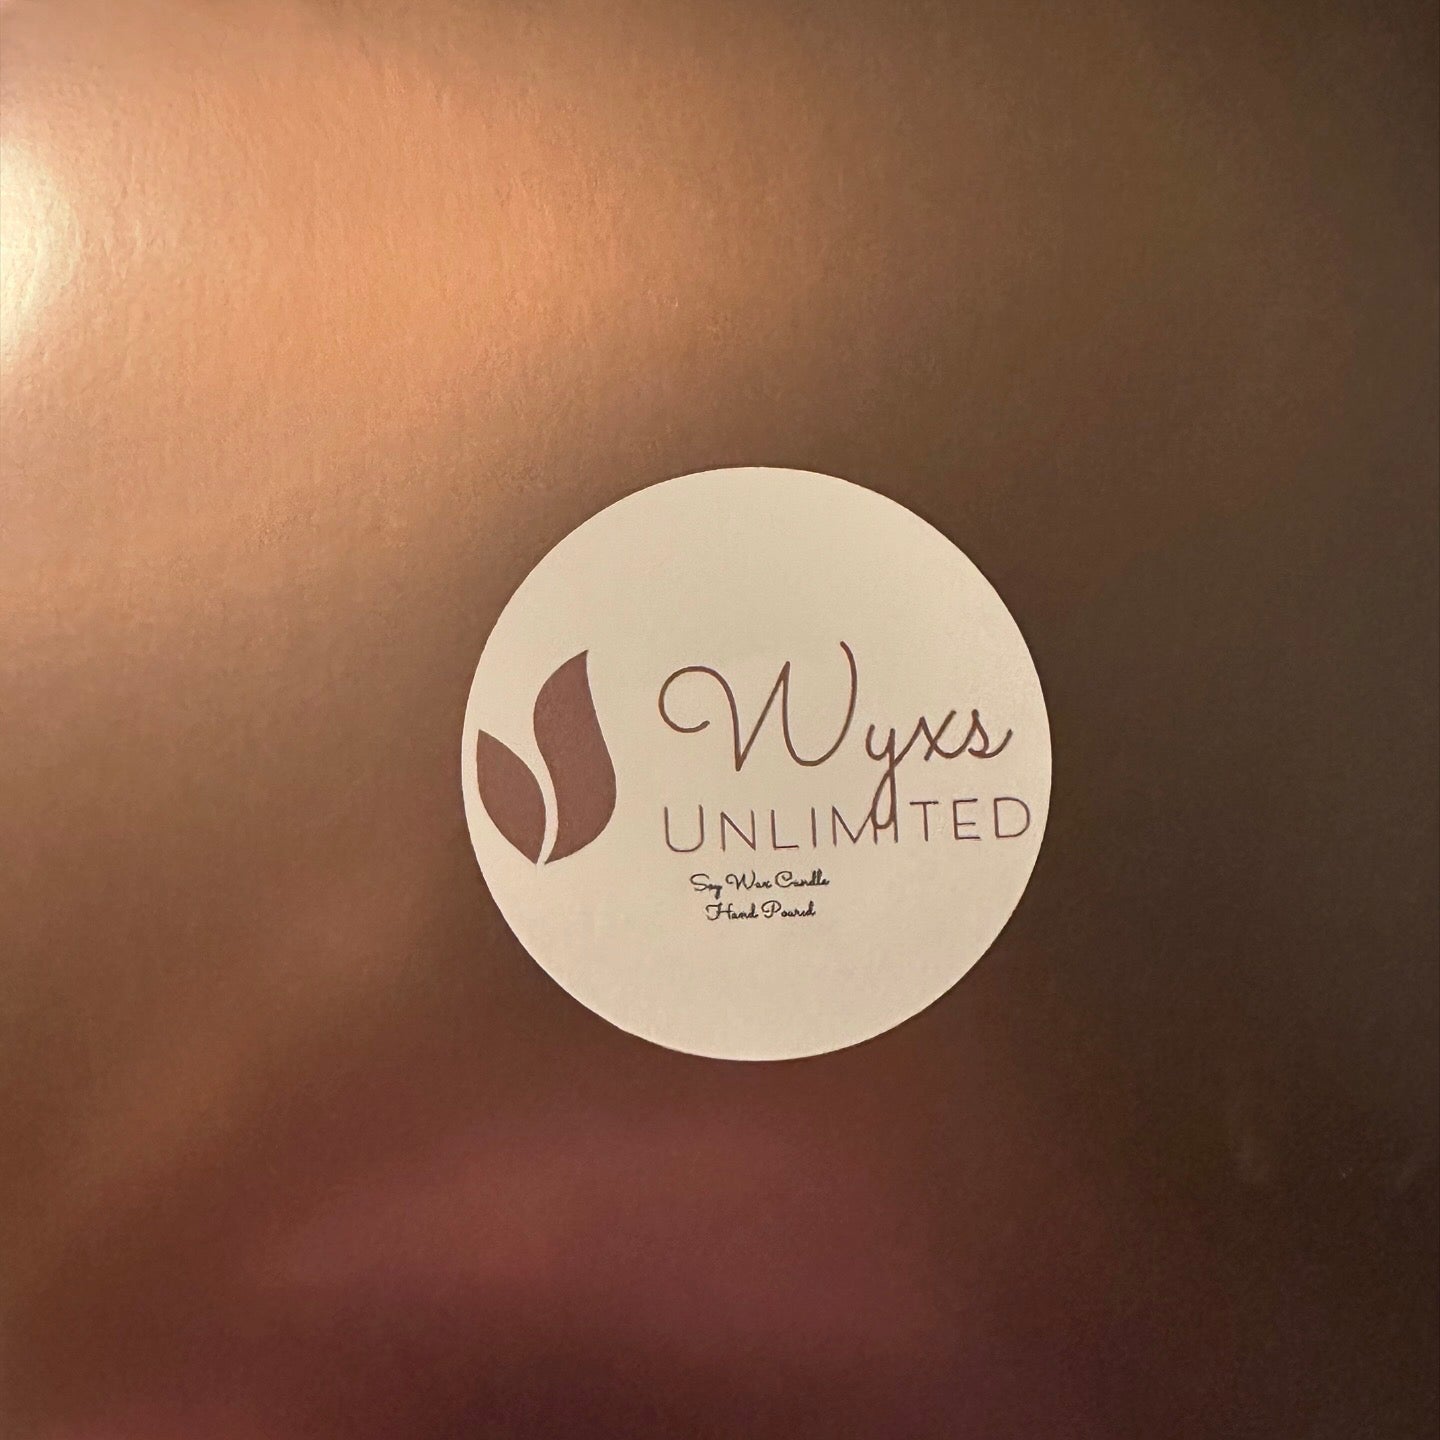 Wyxs
UNLIMITED
Soy Wax Candle
Hand Poured